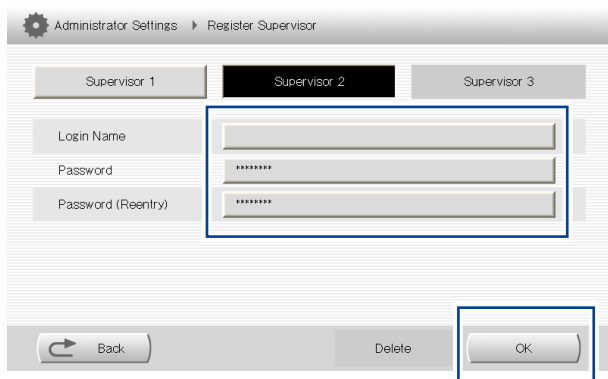 Administrator Settings ▶ Register Supervisor
Supervisor 1 Supervisor 2 Supervisor 3
Login Name
Password ********
Password (Reentry) ********
Back Delete OK